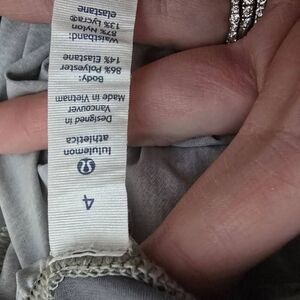 4
lululemon
athletica
Designed in
Vancouver
Made in Vietnam
Body:
86% Polyester
14% Elastane
Waistband:
87% Nylon
13% Lycra®
elastane